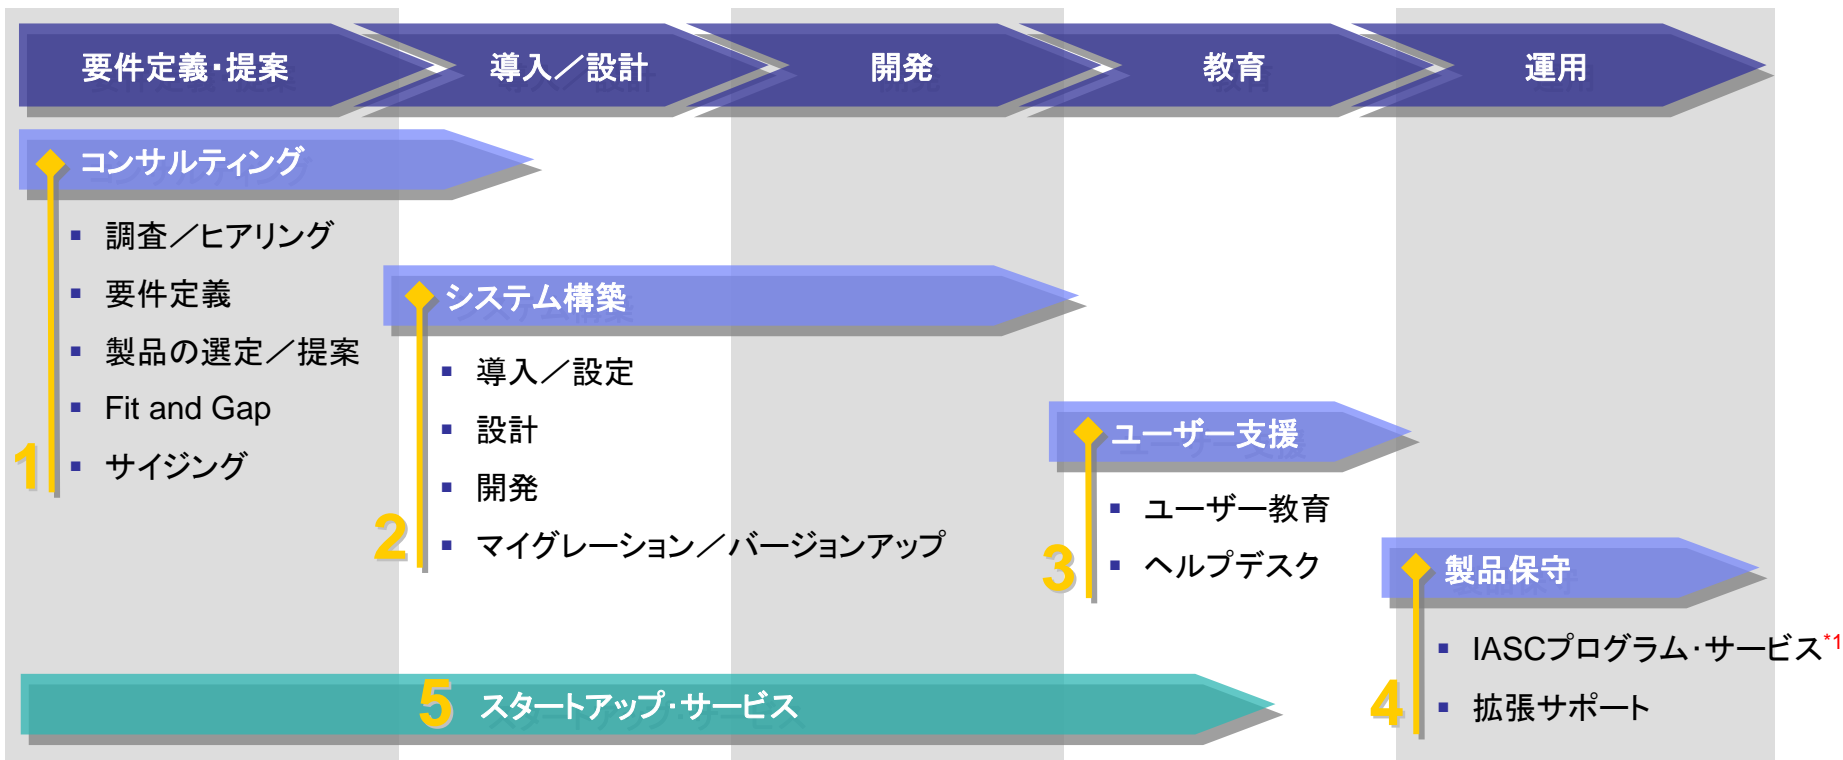 要件定義・提案
導入／設計
開発
教育
運用
コンサルティング
調査／ヒアリング
要件定義
製品の選定／提案
Fit and Gap
サイジング
1
システム構築
導入／設定
設計
開発
マイグレーション／バージョンアップ
2
ユーザー支援
ユーザー教育
ヘルプデスク
3
製品保守
IASCプログラム・サービス*1
拡張サポート
4
5 スタートアップ・サービス